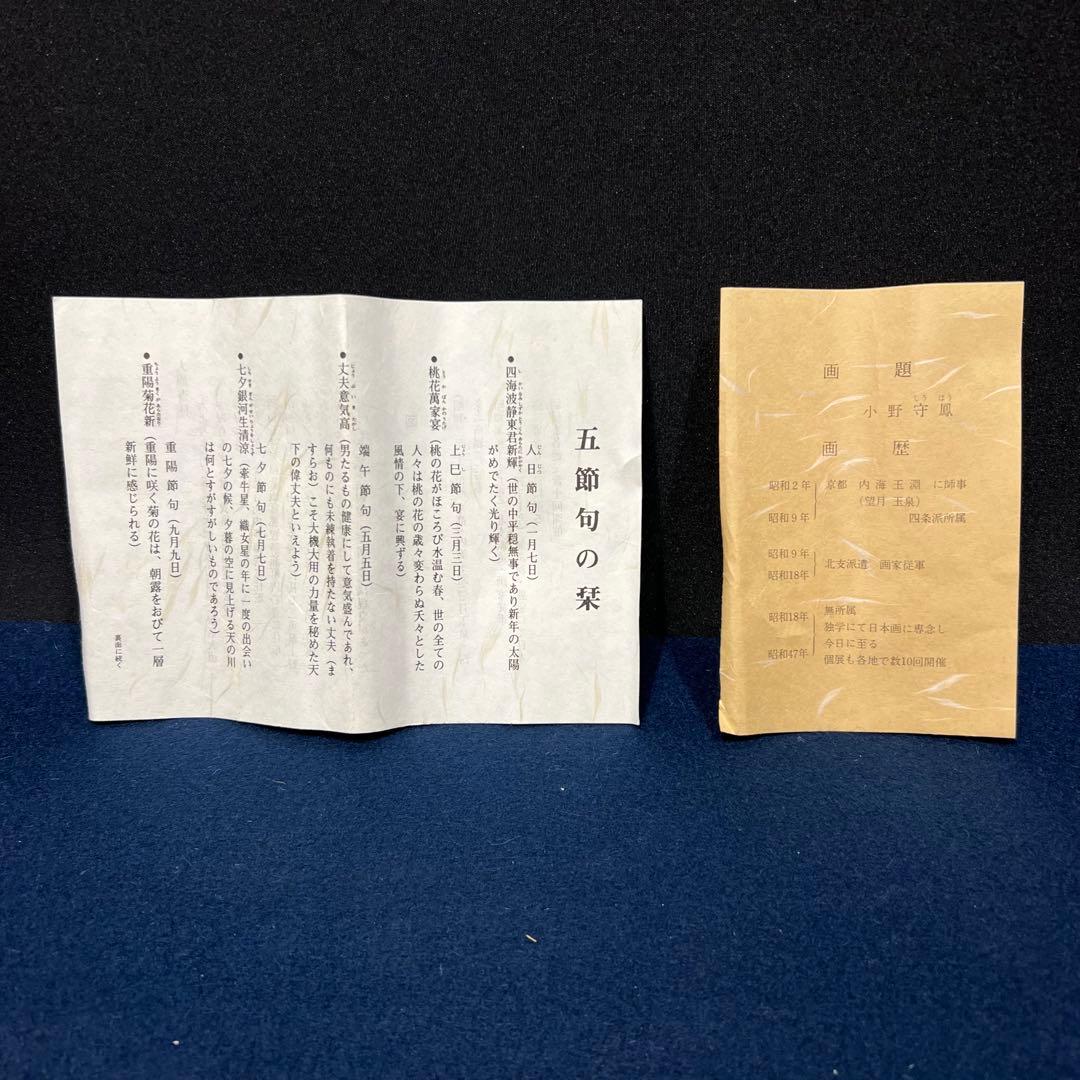 五節句の栞
●四海波静東君新輝（世の中平穏無事であり新年の太陽
がめでたく光り輝く）
人日節句（一月七日）
●桃花萬家宴（桃の花がほころび水温む春、世の全ての
人々は桃の花の歳々変わらぬ夭々とした
風情の下、宴に興ずる）
上巳節句（三月三日）
●丈夫意気高（男たるもの健康にして意気盛んであれ、
何ものにも未練執着を持たない丈夫（ま
すらお）こそ大機大用の力量を秘めた天
下の偉丈夫といえよう）
端午節句（五月五日）
●七夕銀河生清涼（牽牛星、織女星の年に一度の出会い
の七夕の候、夕暮の空に見上げる天の川
は何とすがすがしいものであろう）
七夕節句（七月七日）
●重陽菊花新（重陽に咲く菊の花は、朝露をおびて一層
新鮮に感じられる）
重陽節句（九月九日）
裏面に続く
画題
小野守鳳
画歴
昭和2年 京都 内海玉淵 に師事
（望月玉泉）
昭和9年 四条派所属
昭和9年
北支派遣 画家従軍
昭和18年
無所属
昭和18年 独学にて日本画に専念し
今日に至る
昭和47年 個展も各地で数10回開催